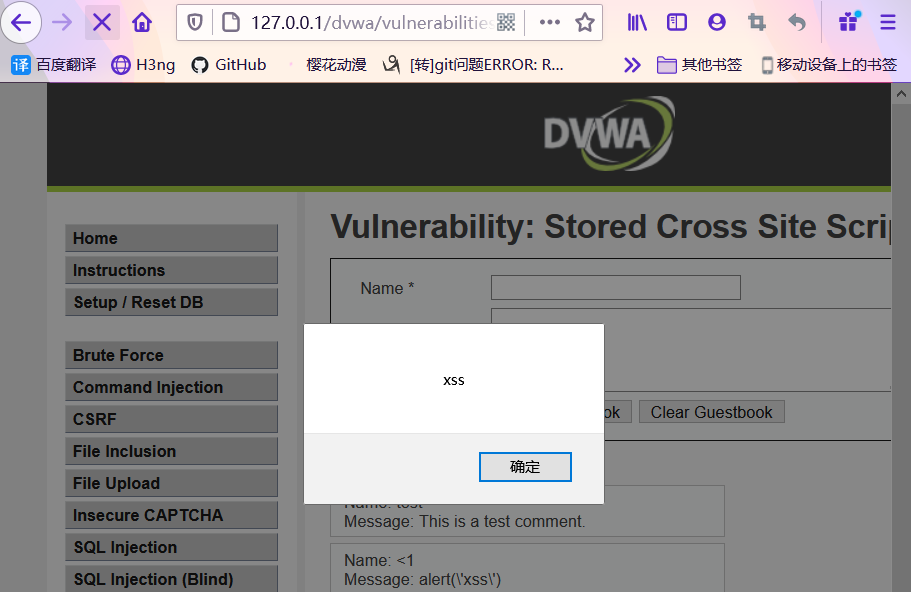 127.0.0.1/dvwa/vulnerabilities
译 百度翻译 H3ng GitHub 樱花动漫 [转]git问题ERROR: R... 其他书签 移动设备上的书签
DVWA
Vulnerability: Stored Cross Site Scrip
Home
Instructions
Setup / Reset DB
Brute Force
Command Injection
CSRF
File Inclusion
File Upload
Insecure CAPTCHA
SQL Injection
SQL Injection (Blind)
Name *
xss
确定
ok Clear Guestbook
Name: test
Message: This is a test comment.
Name: <1
Message: alert(\'xss\')